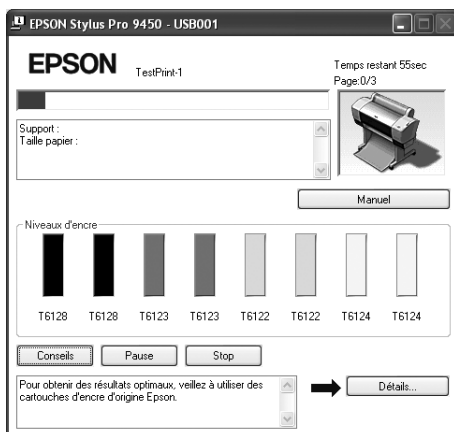 EPSON Stylus Pro 9450 - USB001
EPSON
TestPrint-1
Temps restant 55sec
Page:0/3
Support :
Taille papier :
Manuel
Niveaux d'encre
T6128 T6128 T6123 T6123 T6122 T6122 T6124 T6124
Conseils Pause Stop
Pour obtenir des résultats optimaux, veillez à utiliser des
cartouches d'encre d'origine Epson.
Détails...